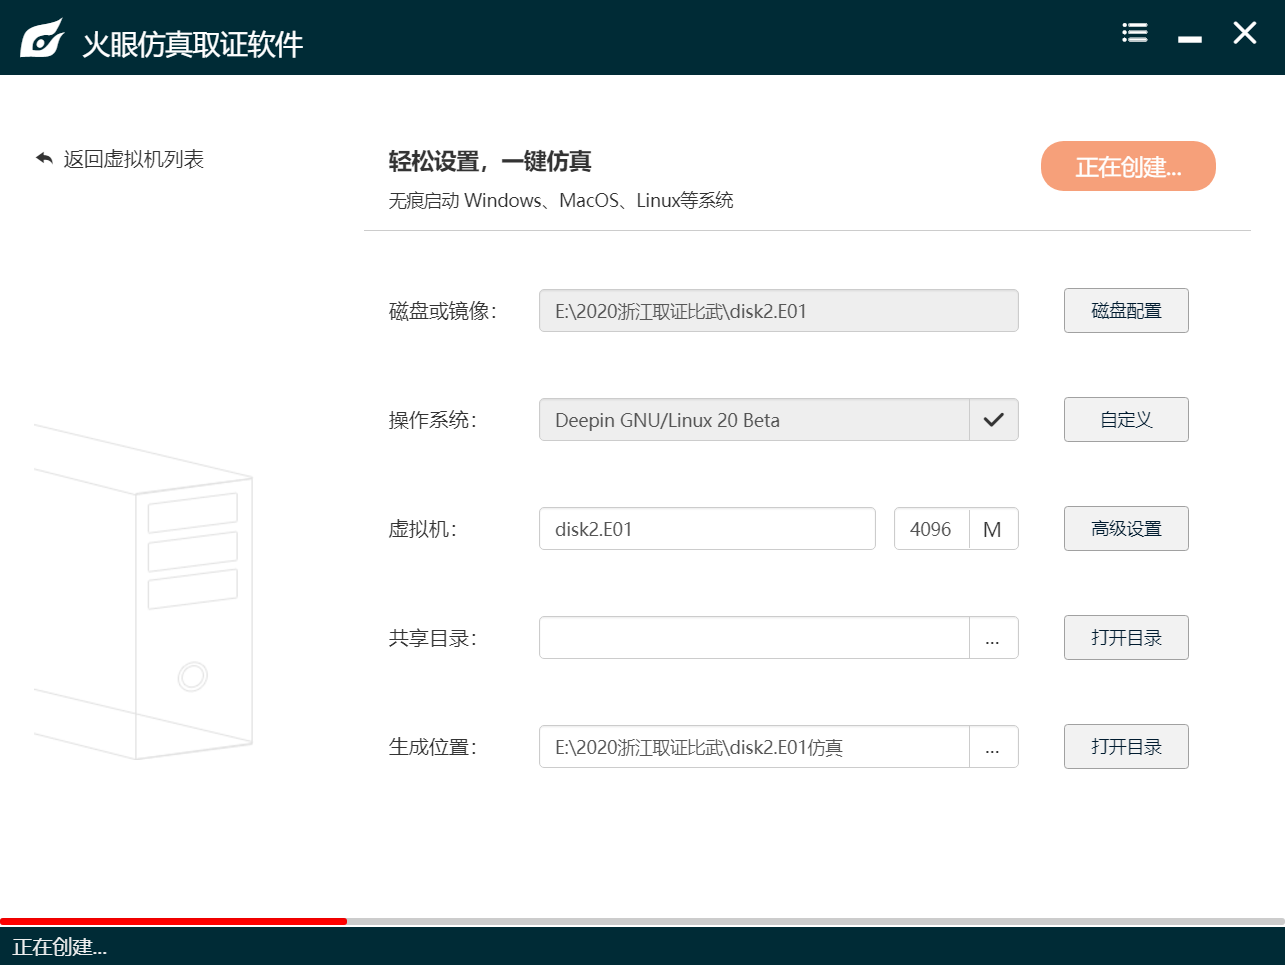 火眼仿真取证软件
返回虚拟机列表
轻松设置，一键仿真
正在创建...
无痕启动 Windows、MacOS、Linux等系统
磁盘或镜像： E:\2020浙江取证比武\disk2.E01 磁盘配置
操作系统： Deepin GNU/Linux 20 Beta 自定义
虚拟机： disk2.E01 4096 M 高级设置
共享目录： ... 打开目录
生成位置： E:\2020浙江取证比武\disk2.E01仿真 ... 打开目录
正在创建...